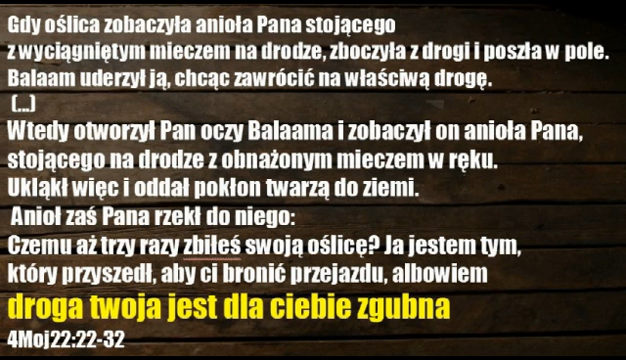 Gdy oślica zobaczyła anioła Pana stojącego
z wyciągniętym mieczem na drodze, zboczyła z drogi i poszła w pole.
Balaam uderzył ją, chcąc zawrócić na właściwą drogę.
(...)
Wtedy otworzył Pan oczy Balaama i zobaczył on anioła Pana,
stojącego na drodze z obnażonym mieczem w ręku.
Ukląkł więc i oddał pokłon twarzą do ziemi.
Anioł zaś Pana rzekł do niego:
Czemu aż trzy razy zbiłeś swoją oślicę? Ja jestem tym,
który przyszedł, aby ci bronić przejazdu, albowiem
droga twoja jest dla ciebie zgubna
4Moj22:22-32